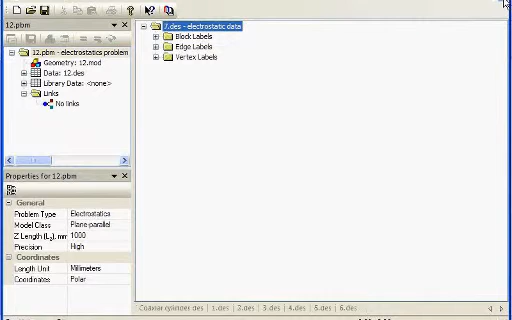 12.pbm
12.pbm - electrostatics problem
Geometry: 12.mod
Data: 12.des
Library Data: <none>
Links
No links
7.des - electrostatic data
Block Labels
Edge Labels
Vertex Labels
Properties for 12.pbm
General
Problem Type Electrostatics
Model Class Plane-parallel
Z Length (Lz), mm 1000
Precision High
Coordinates
Length Unit Millimeters
Coordinates Polar
Coaxial cylinder.des 1.des 2.des 3.des 4.des 5.des 6.des